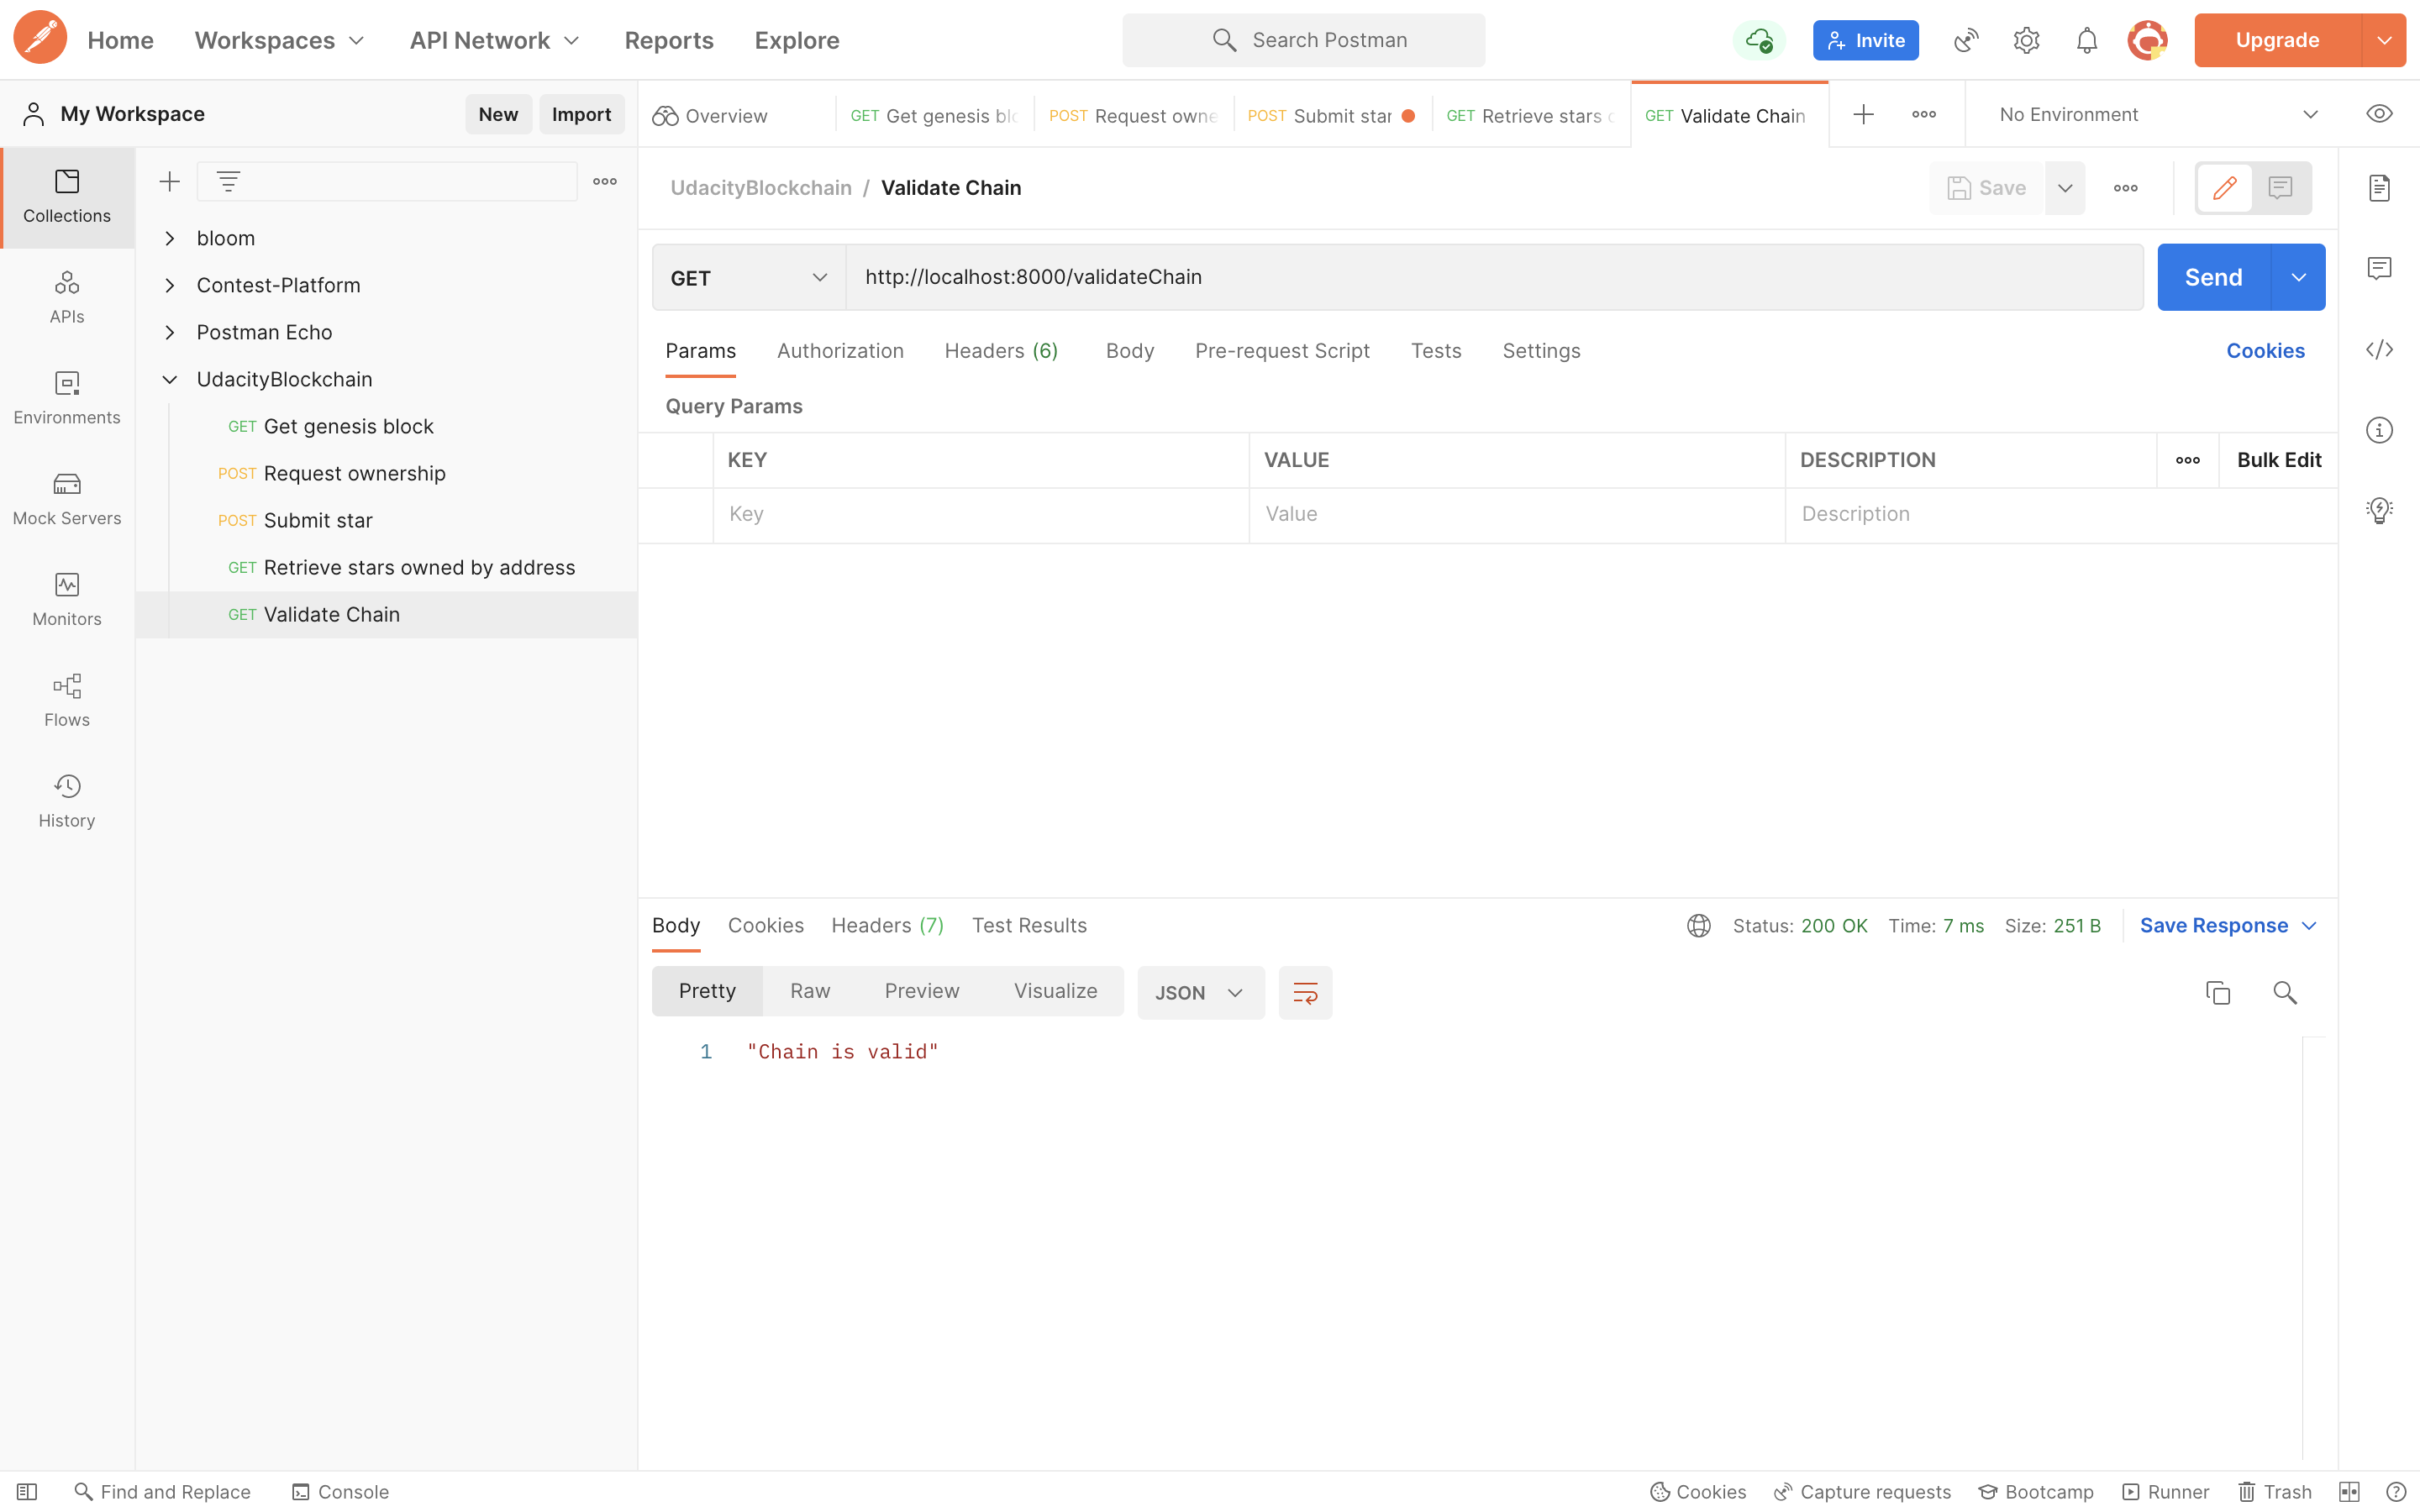 Home Workspaces API Network Reports Explore Search Postman Invite Upgrade
My Workspace New Import
Overview GET Get genesis blo POST Request owne POST Submit star GET Retrieve stars o GET Validate Chain No Environment
Collections
APIs
Environments
Mock Servers
Monitors
Flows
History
bloom
Contest-Platform
Postman Echo
UdacityBlockchain
GET Get genesis block
POST Request ownership
POST Submit star
GET Retrieve stars owned by address
GET Validate Chain
UdacityBlockchain / Validate Chain Save
GET http://localhost:8000/validateChain Send
Params Authorization Headers (6) Body Pre-request Script Tests Settings Cookies
Query Params
KEY VALUE DESCRIPTION Bulk Edit
Key Value Description
Body Cookies Headers (7) Test Results Status: 200 OK Time: 7 ms Size: 251 B Save Response
Pretty Raw Preview Visualize JSON
1 "Chain is valid"
Find and Replace Console Cookies Capture requests Bootcamp Runner Trash